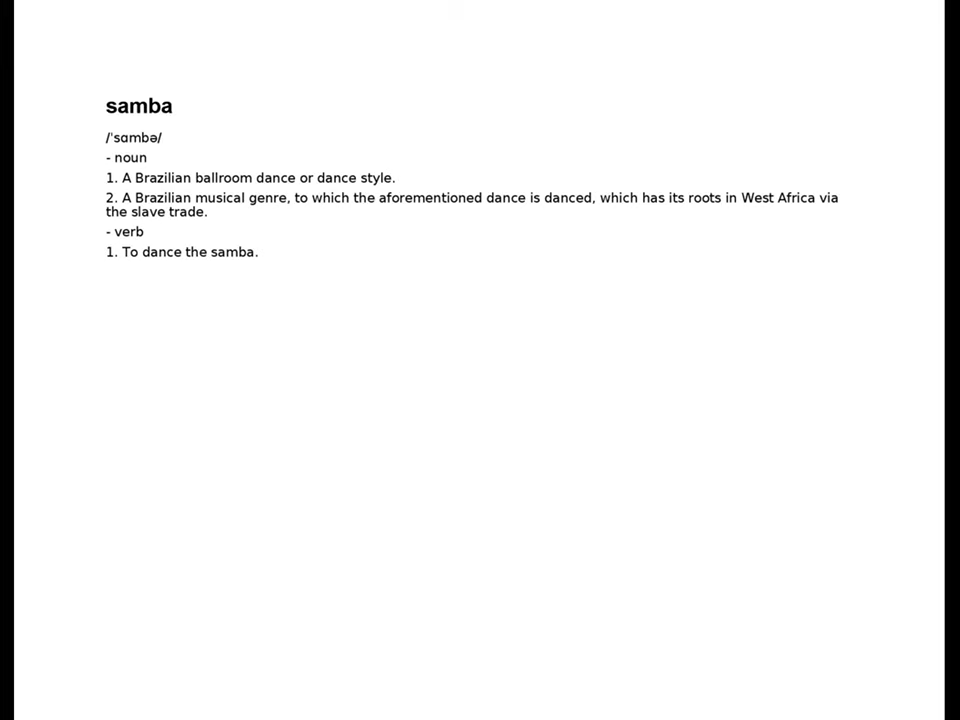 samba
/ˈsɑmbə/
- noun
1. A Brazilian ballroom dance or dance style.
2. A Brazilian musical genre, to which the aforementioned dance is danced, which has its roots in West Africa via
the slave trade.
- verb
1. To dance the samba.